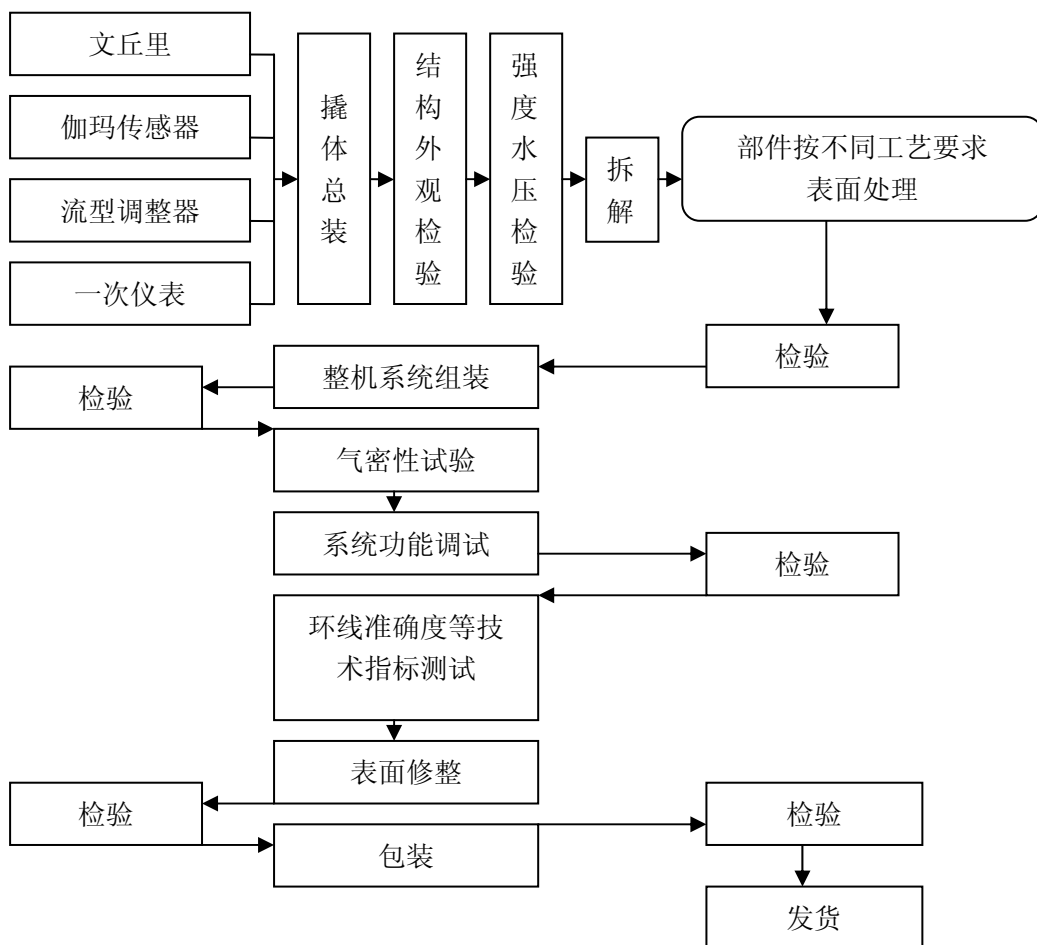 文丘里
伽玛传感器
流型调整器
一次仪表
撬体总装
结构外观检验
强度水压检验
拆解
部件按不同工艺要求
表面处理
检验
整机系统组装
检验
气密性试验
系统功能调试
检验
环线准确度等技
术指标测试
表面修整
检验
包装
检验
发货